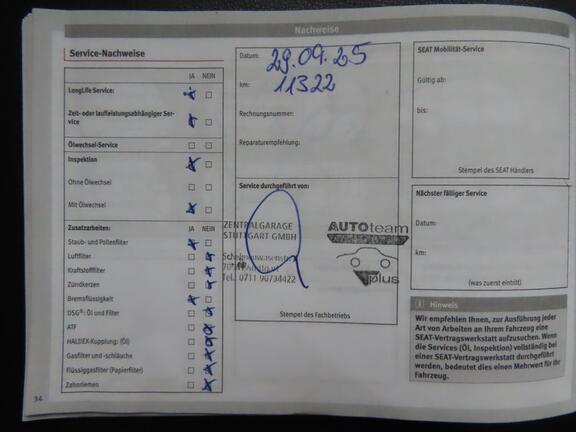 Nachweise
Service-Nachweise
JA NEIN
LongLife Service:
Zeit- oder laufleistungsabhängiger Ser-
vice
Ölwechsel-Service
Inspektion
Ohne Ölwechsel
Mit Ölwechsel
Zusatzarbeiten: JA NEIN
Staub- und Pollenfilter
Luftfilter
Kraftstofffilter
Zündkerzen
Bremsflüssigkeit
DSG®: Öl und Filter
ATF
HALDEX-Kupplung: (Öl)
Gasfilter und -schläuche
Flüssiggasfilter (Papierfilter)
Zahnriemen
34
Datum: 29.09.25
km: 11322
Rechnungsnummer:
Reparaturempfehlung:
Service durchgeführt von:
ZENTRALGARAGE
STUTTGART GMBH
Tel. 0711 90734422
AUTOteam
plus
Stempel des Fachbetriebs
SEAT Mobilität-Service
Gültig ab:
bis:
Stempel des SEAT Händlers
Nächster fälliger Service
Datum:
km:
(was zuerst eintritt)
Hinweis
Wir empfehlen Ihnen, zur Ausführung jeder
Art von Arbeiten an Ihrem Fahrzeug eine
SEAT-Vertragswerkstatt aufzusuchen. Wenn
die Services (Öl, Inspektion) vollständig bei
einer SEAT-Vertragswerkstatt durchgeführt
werden, bedeutet dies einen Mehrwert für Ihr
Fahrzeug.